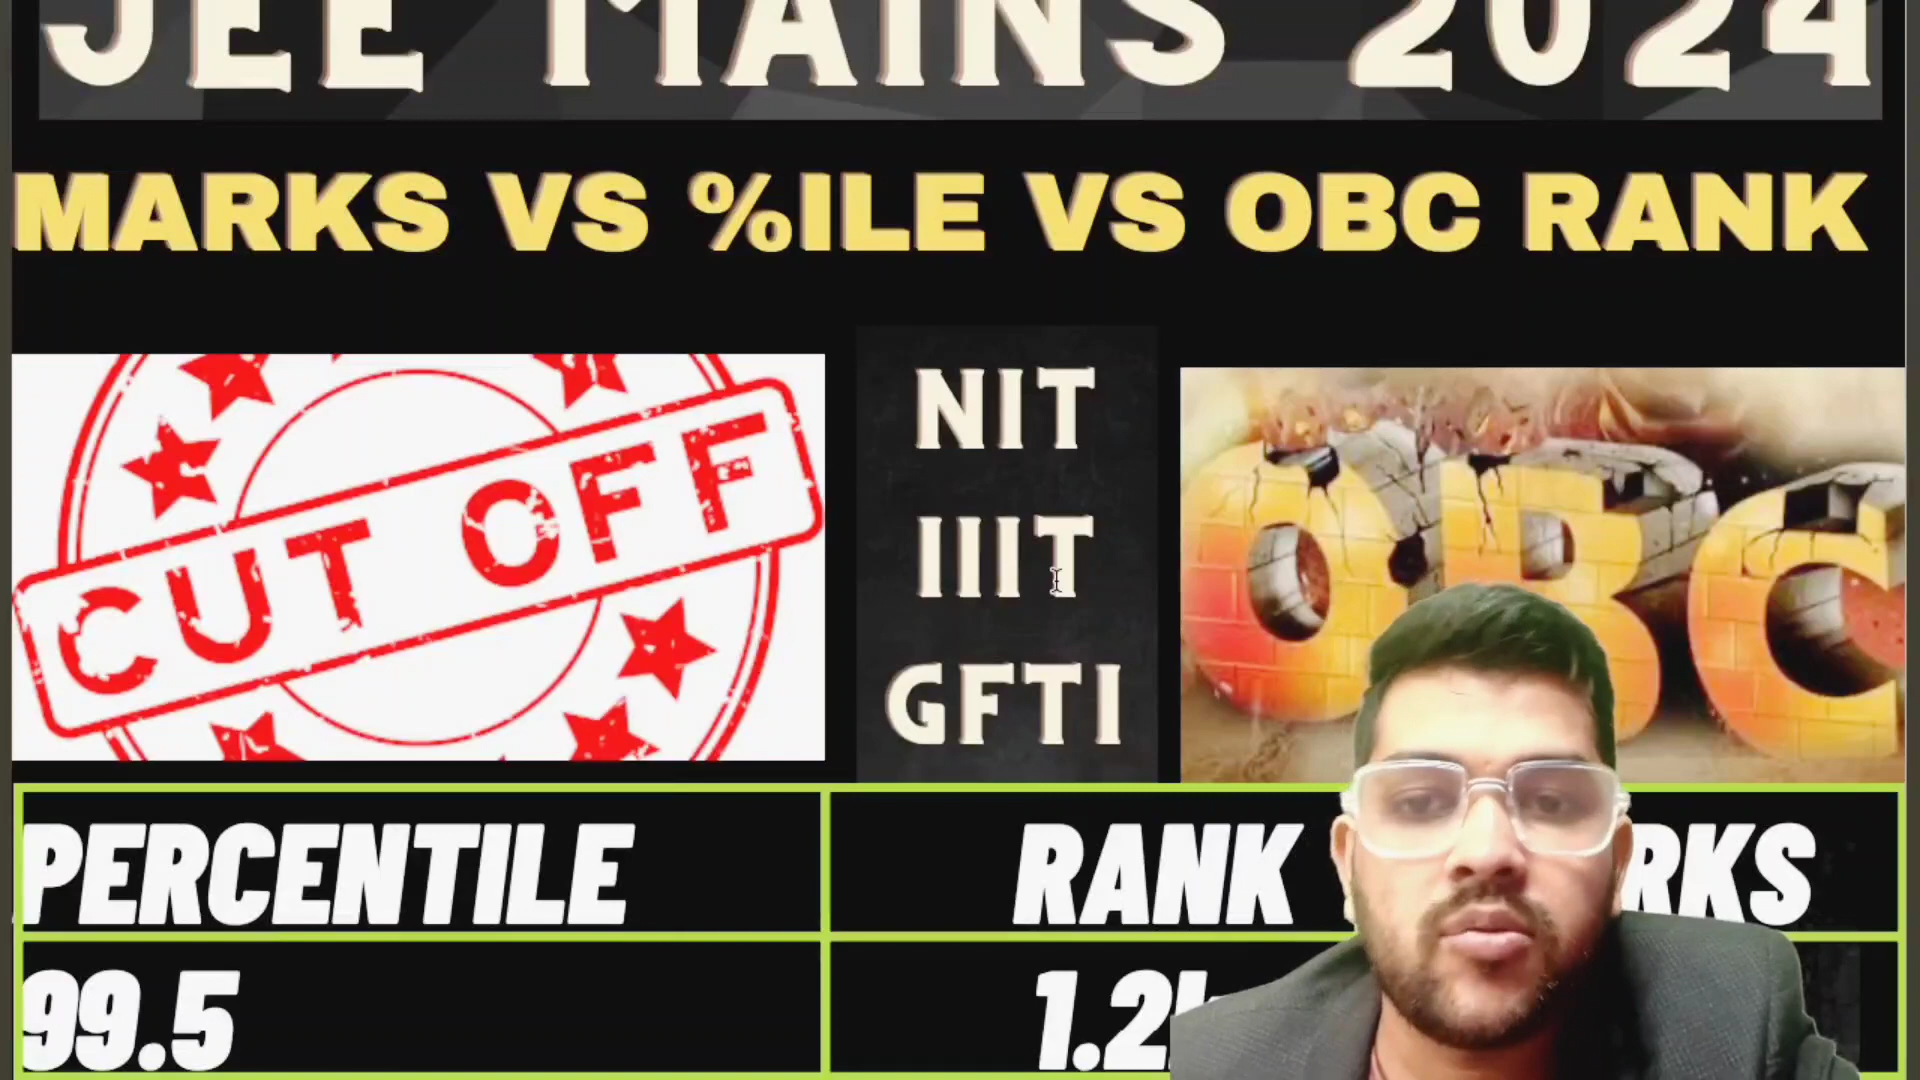 JEE MAINS 2024
MARKS VS %ILE VS OBC RANK
CUT OFF
NIT
IIIT
GFTI
OBC
PERCENTILE RANK
99.5